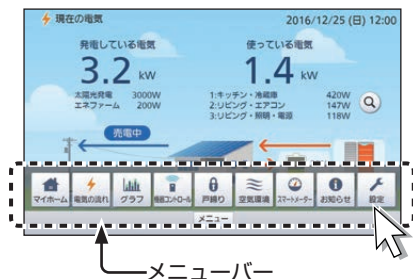 現在の電気
2016/12/25 (日) 12:00
発電している電気
使っている電気
3.2 kW
1.4 kW
太陽光発電 3000W
エネファーム 200W
1:キッチン・冷蔵庫 420W
2:リビング・エアコン 147W
3:リビング・照明・電源 118W
売電中
マイホーム
電気の流れ
グラフ
機器コントロール
戸締り
空気環境
スマートメーター
お知らせ
設定
メニュー
メニューバー